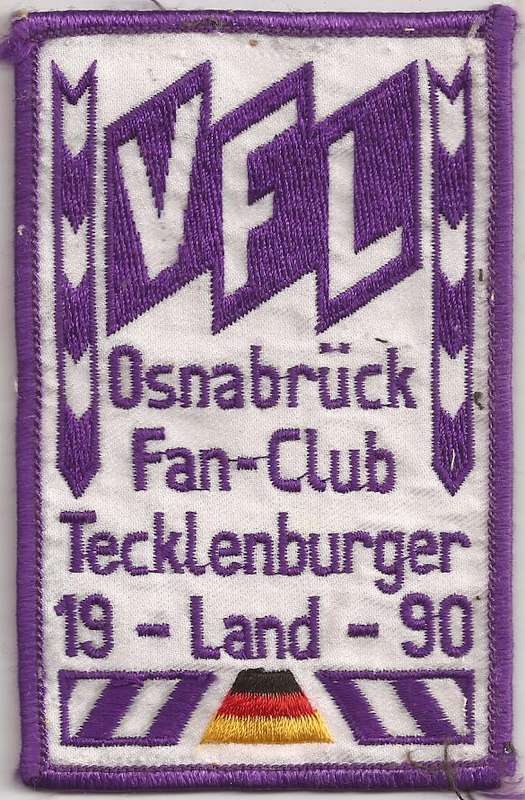 VFL
Osnabrück
Fan-Club
Tecklenburger
19 - Land - 90